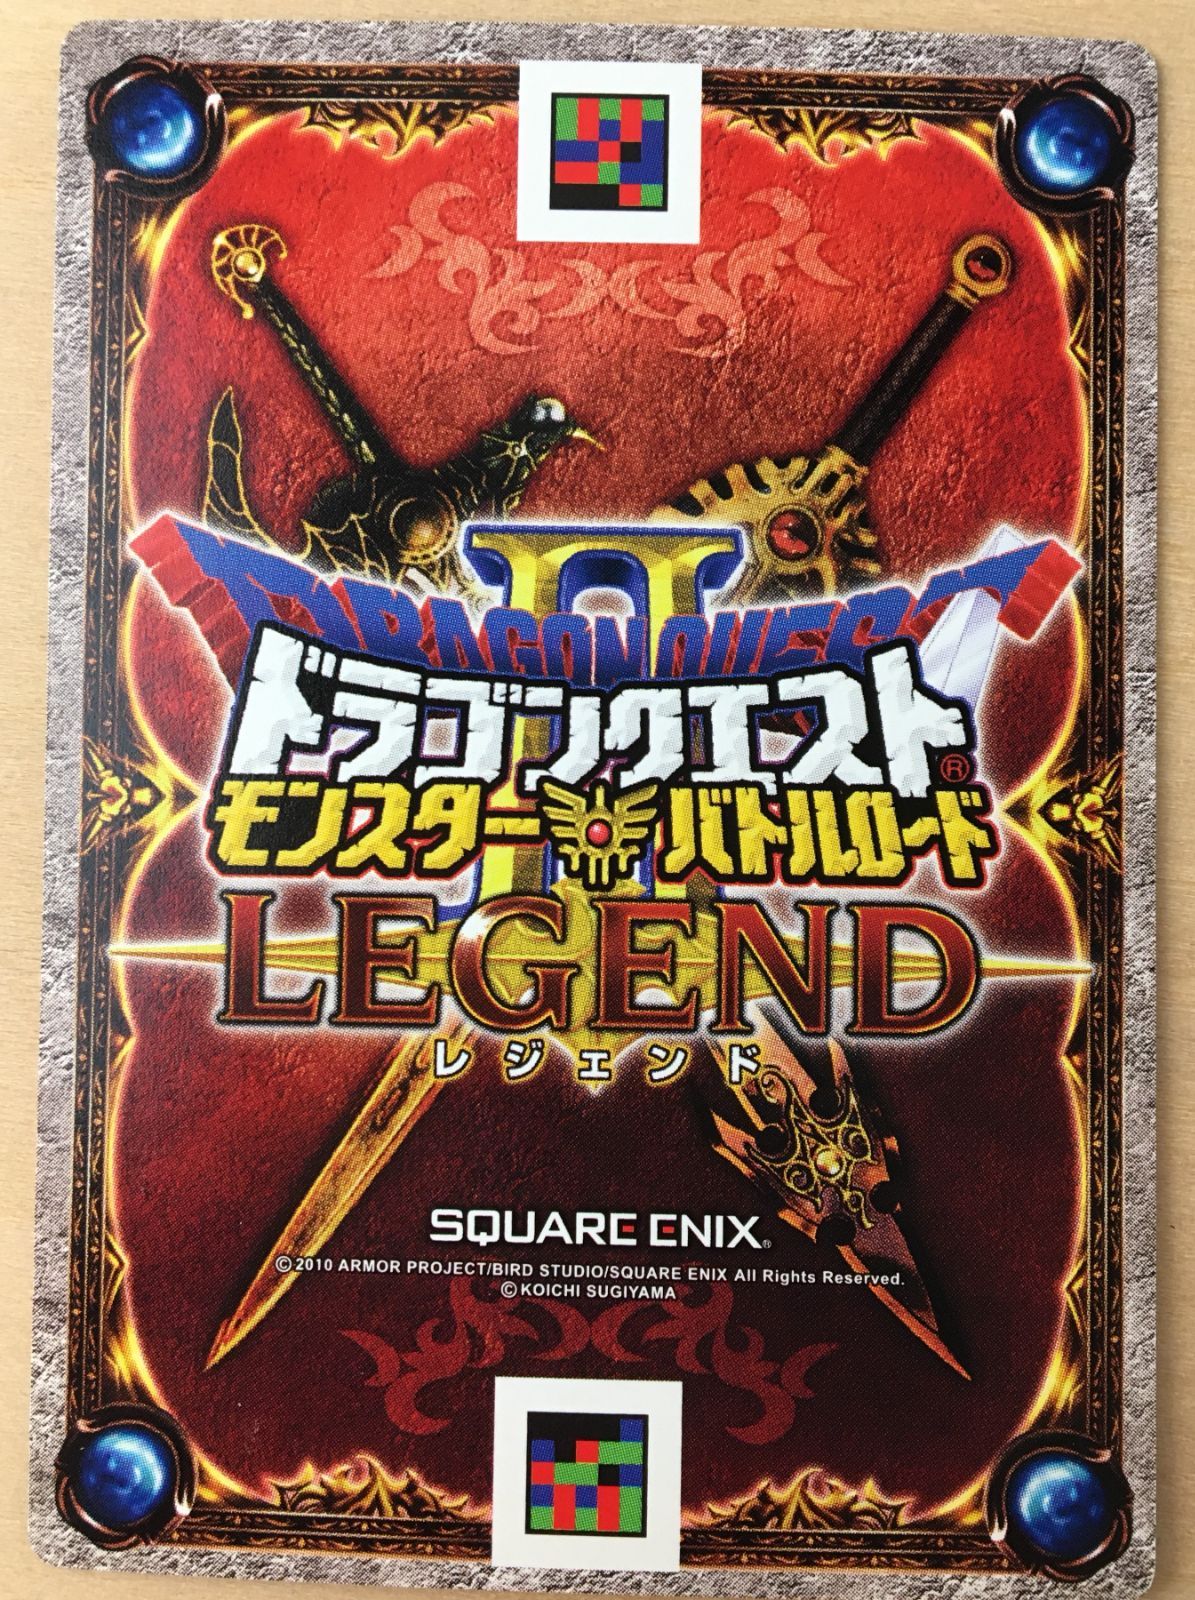 II
DRAGON QUEST
ドラゴンクエスト®
モンスターバトルロード
II
LEGEND
レジェンド
SQUARE ENIX®
©2010 ARMOR PROJECT/BIRD STUDIO/SQUARE ENIX All Rights Reserved.
©KOICHI SUGIYAMA